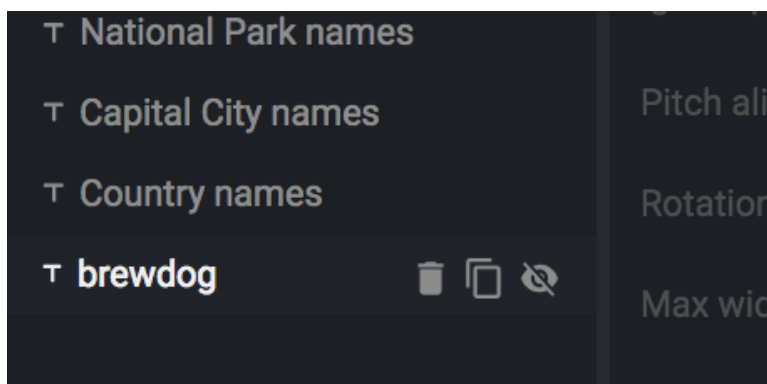 T National Park names
T Capital City names
Pitch ali
T Country names
Rotation
T brewdog
Max wid